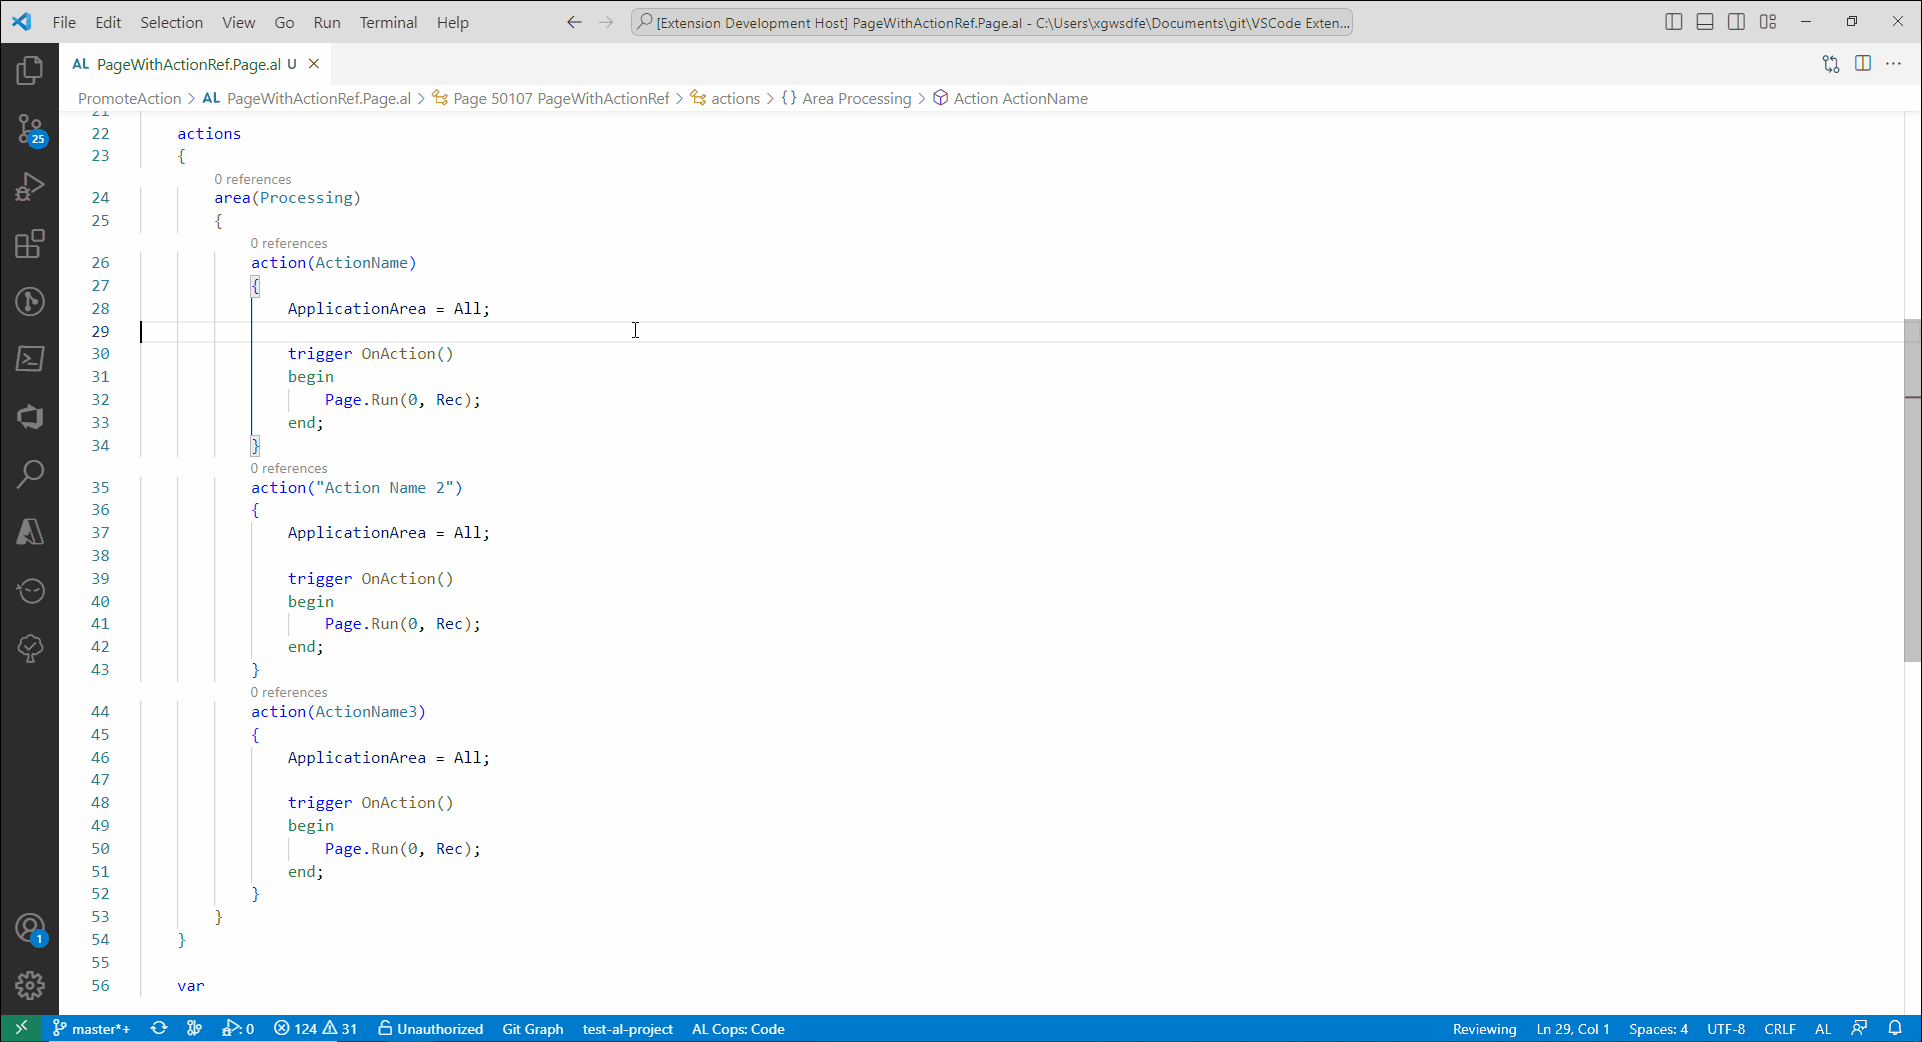 File Edit Selection View Go Run Terminal Help
[Extension Development Host] PageWithActionRef.Page.al - C:\Users\xgwsdfe\Documents\git\VSCode Exten...
AL PageWithActionRef.Page.al U
PromoteAction > AL PageWithActionRef.Page.al > Page 50107 PageWithActionRef > actions > {} Area Processing > Action ActionName
21
22 actions
23 {
0 references
24 area(Processing)
25 {
0 references
26 action(ActionName)
27 {
28 ApplicationArea = All;
29
30 trigger OnAction()
31 begin
32 Page.Run(0, Rec);
33 end;
34 }
0 references
35 action("Action Name 2")
36 {
37 ApplicationArea = All;
38
39 trigger OnAction()
40 begin
41 Page.Run(0, Rec);
42 end;
43 }
0 references
44 action(ActionName3)
45 {
46 ApplicationArea = All;
47
48 trigger OnAction()
49 begin
50 Page.Run(0, Rec);
51 end;
52 }
53 }
54 }
55
56 var
25
1
master*+ 0 124 31 Unauthorized Git Graph test-al-project AL Cops: Code Reviewing Ln 29, Col 1 Spaces: 4 UTF-8 CRLF AL